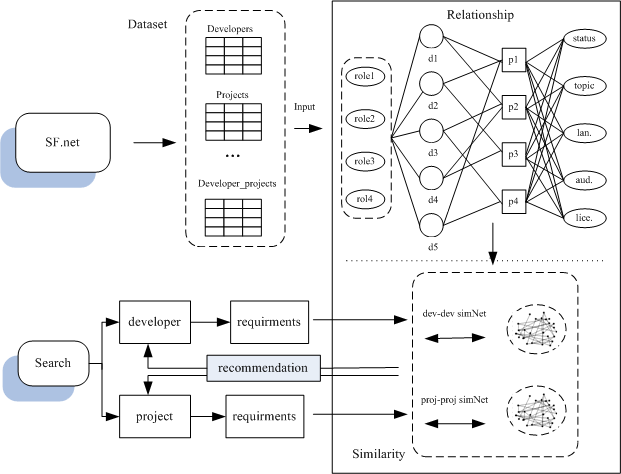 Dataset
Relationship
Developers
Projects
...
Developer_projects
SF.net
Input
role1
role2
role3
rol4
d1
d2
d3
d4
d5
p1
p2
p3
p4
status
topic
lan.
aud.
lice.
Search
developer
requirments
recommendation
project
requirments
dev-dev simNet
proj-proj simNet
Similarity